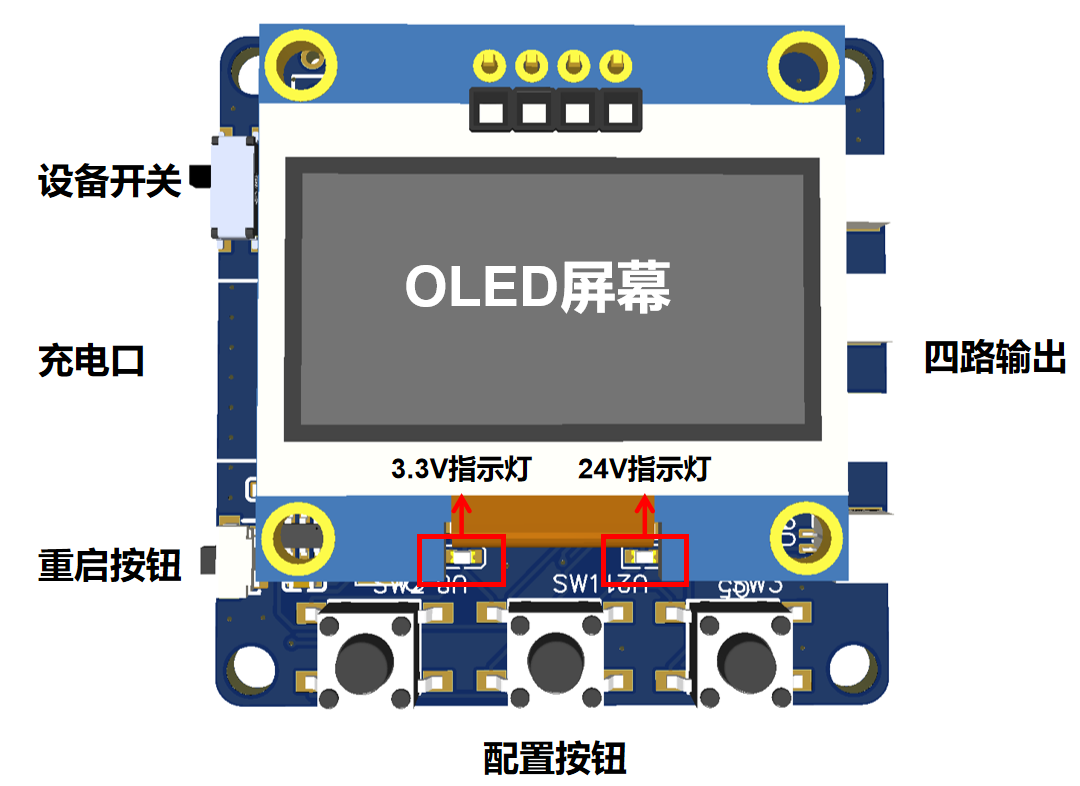 设备开关
OLED屏幕
充电口
四路输出
3.3V指示灯
24V指示灯
重启按钮
SW2
SW1
SW3
配置按钮